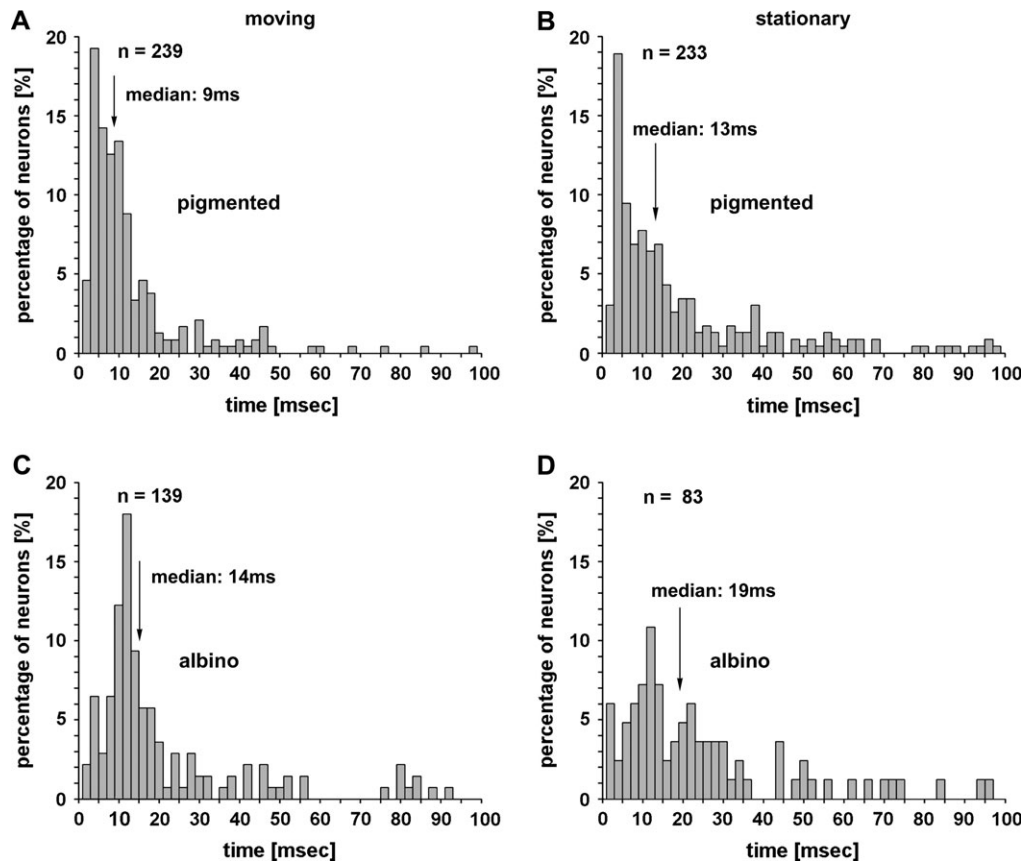 A
moving
B
stationary
percentage of neurons [%]
20
15
10
5
0
n = 239
median: 9ms
pigmented
0 10 20 30 40 50 60 70 80 90 100
time [msec]
percentage of neurons [%]
20
15
10
5
0
n = 233
median: 13ms
pigmented
0 10 20 30 40 50 60 70 80 90 100
time [msec]
C
percentage of neurons [%]
20
15
10
5
0
n = 139
median: 14ms
albino
0 10 20 30 40 50 60 70 80 90 100
time [msec]
D
percentage of neurons [%]
20
15
10
5
0
n = 83
median: 19ms
albino
0 10 20 30 40 50 60 70 80 90 100
time [msec]